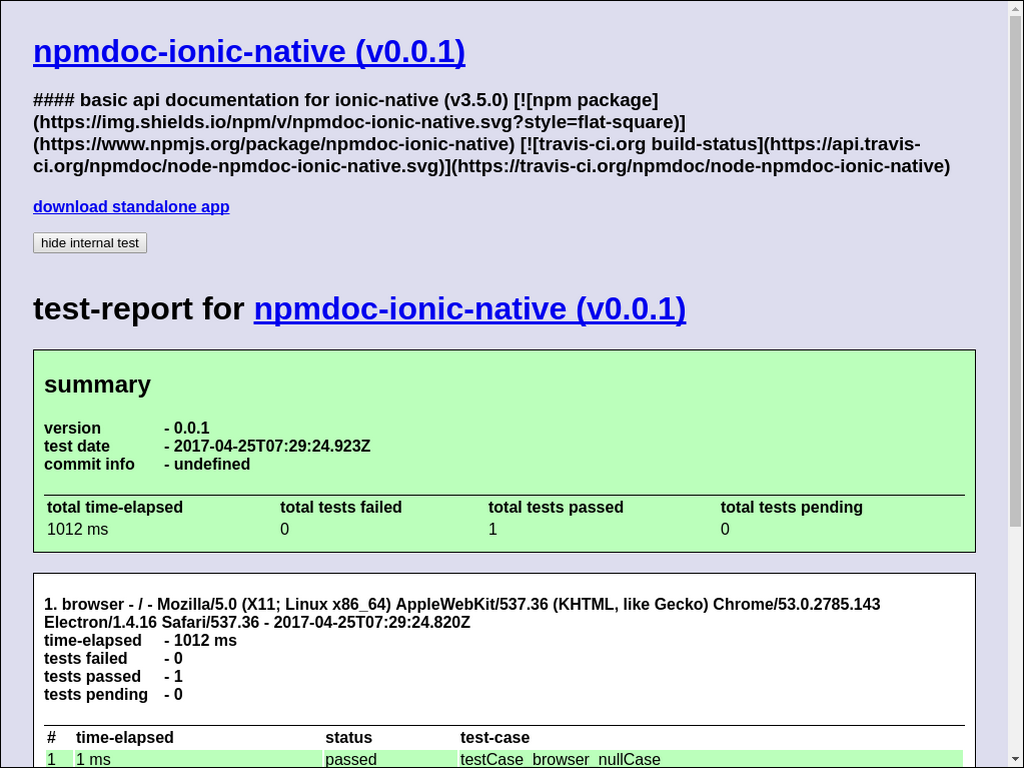 npmdoc-ionic-native (v0.0.1)
#### basic api documentation for ionic-native (v3.5.0) [![npm package]
(https://img.shields.io/npm/v/npmdoc-ionic-native.svg?style=flat-square)]
(https://www.npmjs.org/package/npmdoc-ionic-native) [![travis-ci.org build-status](https://api.travis-
ci.org/npmdoc/node-npmdoc-ionic-native.svg)](https://travis-ci.org/npmdoc/node-npmdoc-ionic-native)
download standalone app
hide internal test
test-report for npmdoc-ionic-native (v0.0.1)
summary
version - 0.0.1
test date - 2017-04-25T07:29:24.923Z
commit info - undefined
total time-elapsed total tests failed total tests passed total tests pending
1012 ms 0 1 0
1. browser - / - Mozilla/5.0 (X11; Linux x86_64) AppleWebKit/537.36 (KHTML, like Gecko) Chrome/53.0.2785.143
Electron/1.4.16 Safari/537.36 - 2017-04-25T07:29:24.820Z
time-elapsed - 1012 ms
tests failed - 0
tests passed - 1
tests pending - 0
# time-elapsed status test-case
1 1 ms passed testCase_browser_nullCase